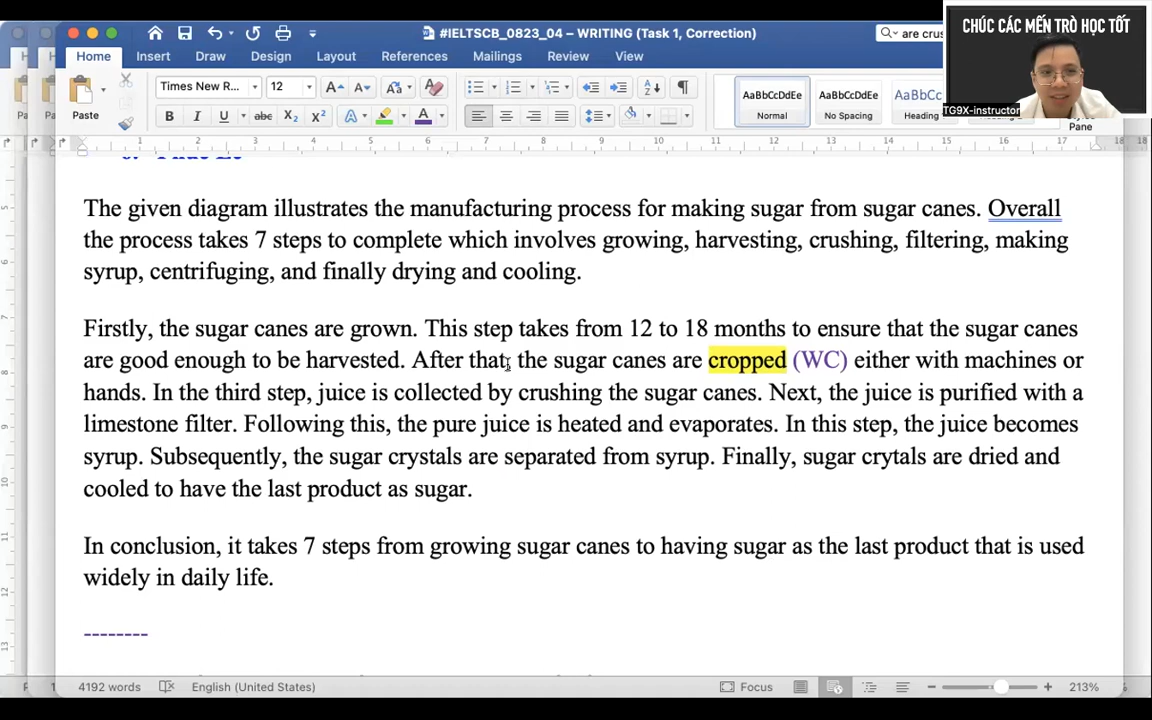 #IELTSCB_0823_04 – WRITING (Task 1, Correction)
are crus
CHÚC CÁC MẾN TRÒ HỌC TỐT
TG9X-instructor
Home Insert Draw Design Layout References Mailings Review View
Paste
Times New R... 12
AaBbCcDdEe AaBbCcDdEe AaBbCcD
Normal No Spacing Heading
Pane
The given diagram illustrates the manufacturing process for making sugar from sugar canes. Overall
the process takes 7 steps to complete which involves growing, harvesting, crushing, filtering, making
syrup, centrifuging, and finally drying and cooling.
Firstly, the sugar canes are grown. This step takes from 12 to 18 months to ensure that the sugar canes
are good enough to be harvested. After that, the sugar canes are cropped (WC) either with machines or
hands. In the third step, juice is collected by crushing the sugar canes. Next, the juice is purified with a
limestone filter. Following this, the pure juice is heated and evaporates. In this step, the juice becomes
syrup. Subsequently, the sugar crystals are separated from syrup. Finally, sugar crytals are dried and
cooled to have the last product as sugar.
In conclusion, it takes 7 steps from growing sugar canes to having sugar as the last product that is used
widely in daily life.
--------
4192 words English (United States) Focus 213%